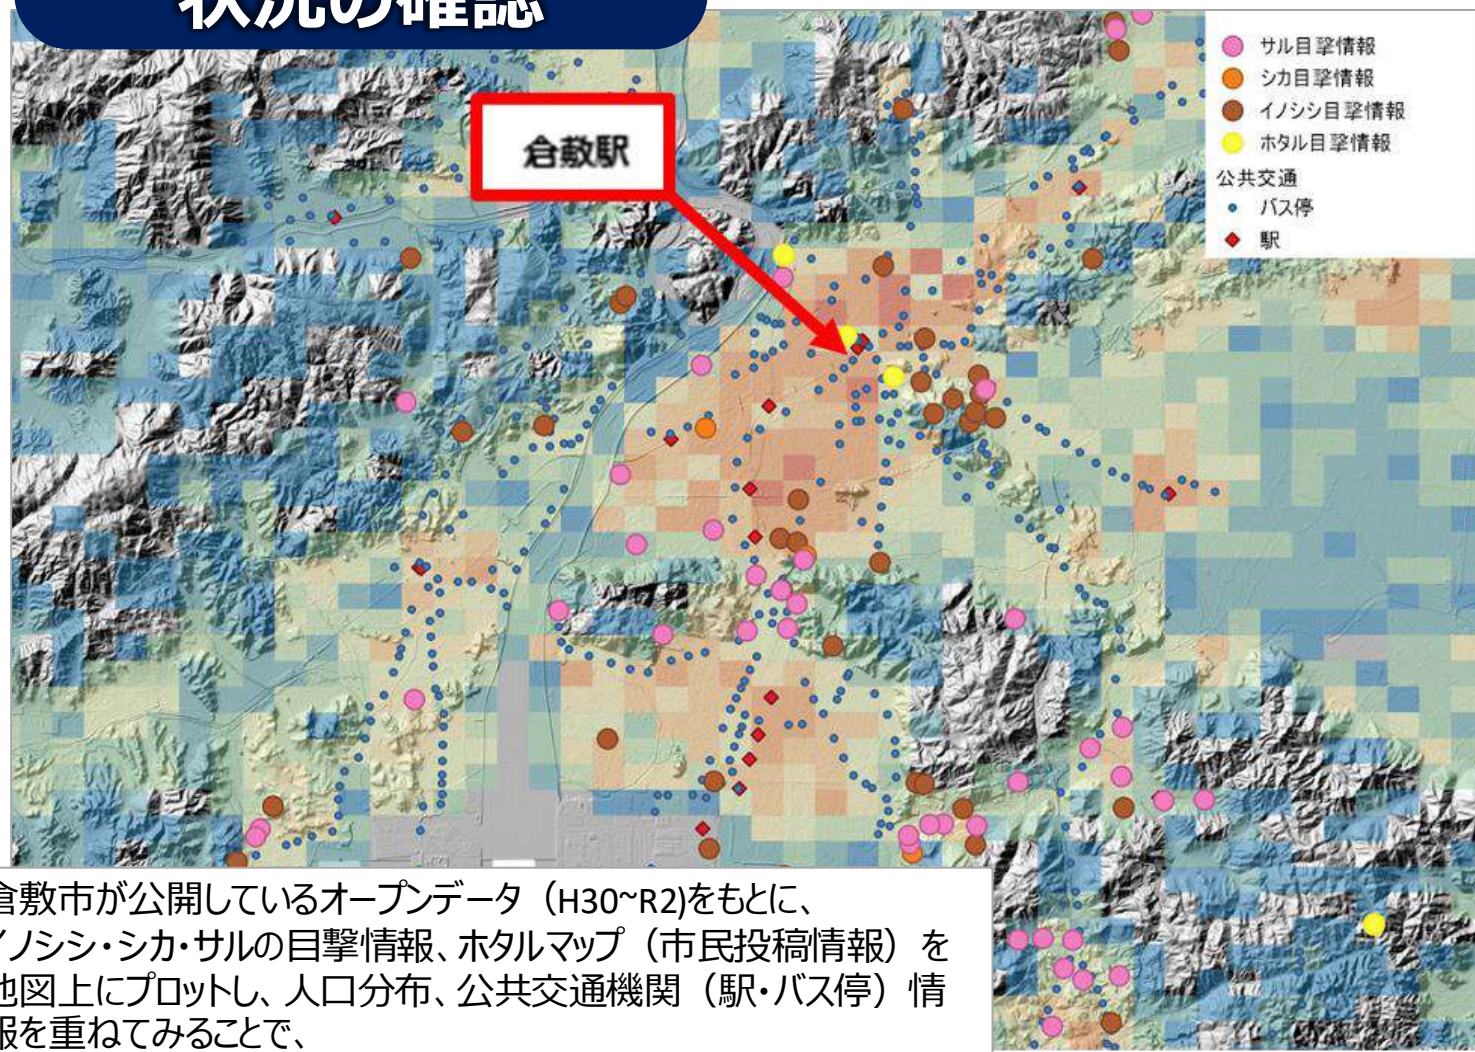 状況の確認
倉敷駅
サル目撃情報
シカ目撃情報
イノシシ目撃情報
ホタル目撃情報
公共交通
バス停
駅
倉敷市が公開しているオープンデータ（H30~R2)をもとに、
イノシシ・シカ・サルの目撃情報、ホタルマップ（市民投稿情報）を
地図上にプロットし、人口分布、公共交通機関（駅・バス停）情
報を重ねてみることで、